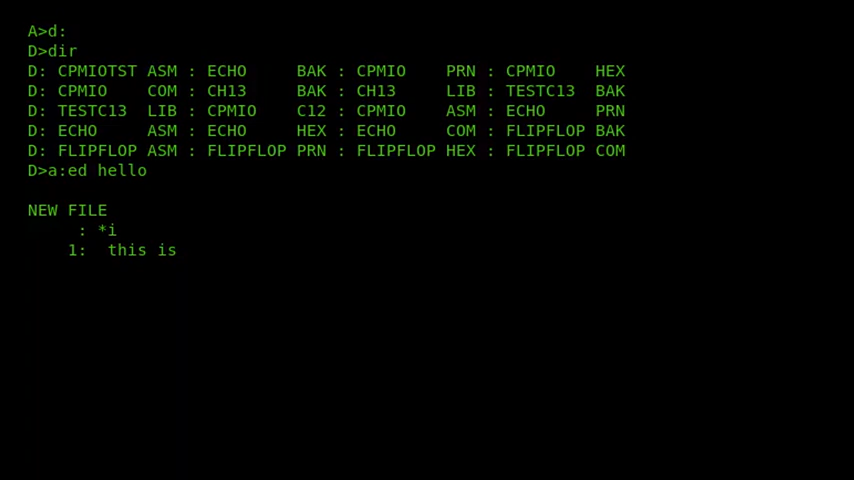 A>d:
D>dir
D: CPMIOTST ASM : ECHO     BAK : CPMIO    PRN : CPMIO    HEX
D: CPMIO    COM : CH13     BAK : CH13     LIB : TESTC13  BAK
D: TESTC13  LIB : CPMIO    C12 : CPMIO    ASM : ECHO     PRN
D: ECHO     ASM : ECHO     HEX : ECHO     COM : FLIPFLOP BAK
D: FLIPFLOP ASM : FLIPFLOP PRN : FLIPFLOP HEX : FLIPFLOP COM
D>a:ed hello

NEW FILE
     : *i
    1:  this is